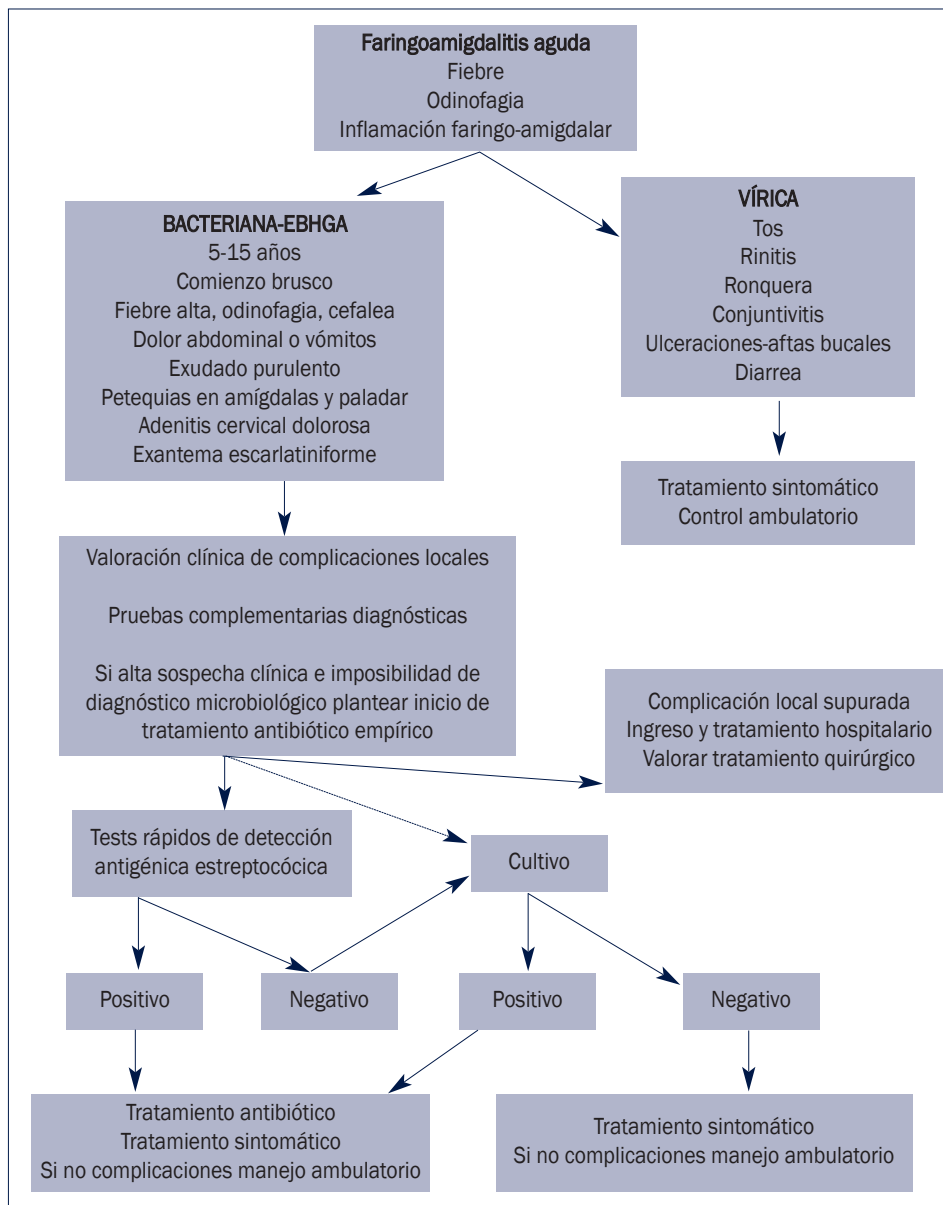 Faringoamigdalitis aguda
Fiebre
Odinofagia
Inflamación faringo-amigdalar
BACTERIANA-EBHGA
5-15 años
Comienzo brusco
Fiebre alta, odinofagia, cefalea
Dolor abdominal o vómitos
Exudado purulento
Petequias en amígdalas y paladar
Adenitis cervical dolorosa
Exantema escarlatiniforme
VÍRICA
Tos
Rinitis
Ronquera
Conjuntivitis
Ulceraciones-aftas bucales
Diarrea
Tratamiento sintomático
Control ambulatorio
Valoración clínica de complicaciones locales
Pruebas complementarias diagnósticas
Si alta sospecha clínica e imposibilidad de
diagnóstico microbiológico plantear inicio de
tratamiento antibiótico empírico
Complicación local supurada
Ingreso y tratamiento hospitalario
Valorar tratamiento quirúrgico
Tests rápidos de detección
antigénica estreptocócica
Cultivo
Positivo
Negativo
Positivo
Negativo
Tratamiento antibiótico
Tratamiento sintomático
Si no complicaciones manejo ambulatorio
Tratamiento sintomático
Si no complicaciones manejo ambulatorio